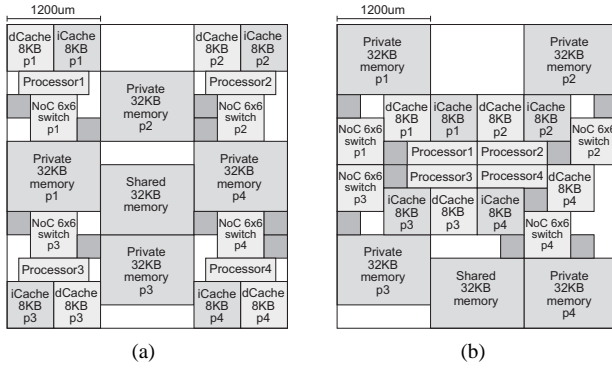 1200um
dCache
8KB
p1
iCache
8KB
p1
dCache
8KB
p2
iCache
8KB
p2
Processor1
Processor2
NoC 6x6
switch
p1
Private
32KB
memory
p2
NoC 6x6
switch
p2
Private
32KB
memory
p1
Shared
32KB
memory
Private
32KB
memory
p4
NoC 6x6
switch
p3
Private
32KB
memory
p3
NoC 6x6
switch
p4
Processor3
Processor4
iCache
8KB
p3
dCache
8KB
p3
iCache
8KB
p4
dCache
8KB
p4
(a)
1200um
Private
32KB
memory
p1
Private
32KB
memory
p2
NoC 6x6
switch
p1
dCache
8KB
p1
iCache
8KB
p1
dCache
8KB
p2
iCache
8KB
p2
NoC 6x6
switch
p2
Processor1
Processor2
NoC 6x6
switch
p3
Processor3
Processor4
dCache
8KB
p4
iCache
8KB
p3
dCache
8KB
p3
iCache
8KB
p4
NoC 6x6
switch
p4
Private
32KB
memory
p3
Shared
32KB
memory
Private
32KB
memory
p4
(b)